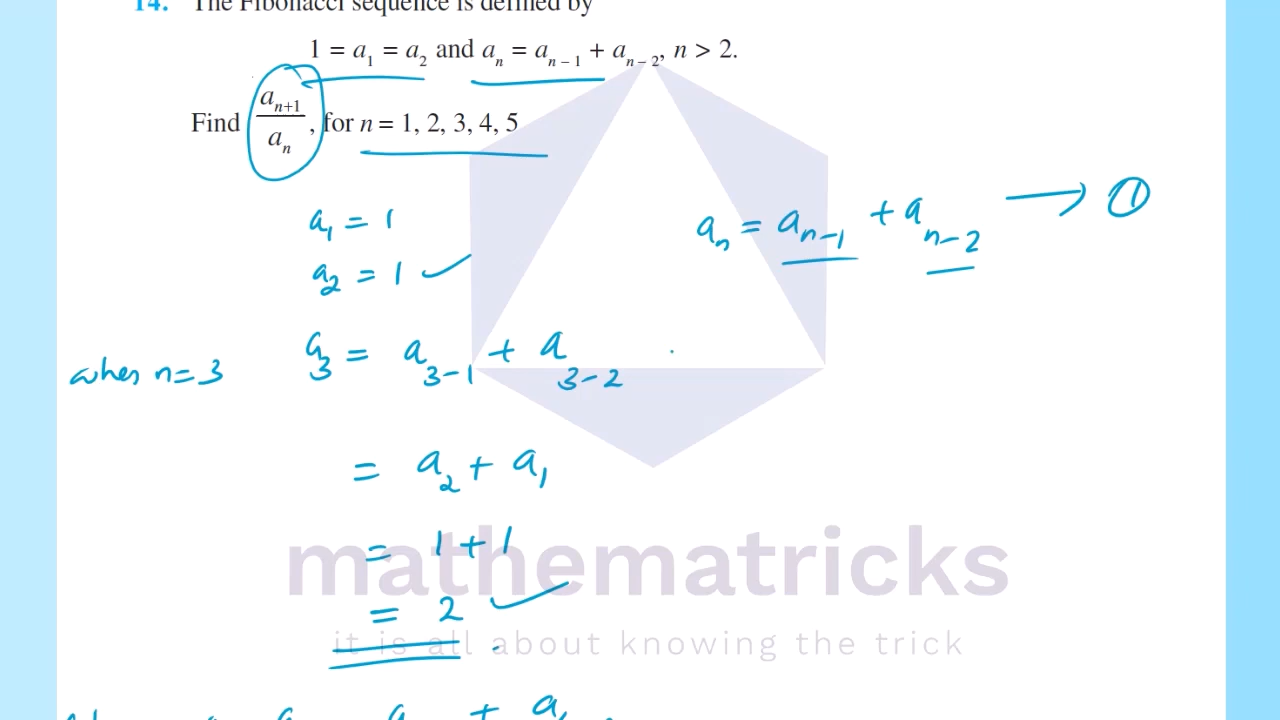 14. The Fibonacci sequence is defined by
1 = a₁ = a₂ and aₙ = aₙ₋₁ + aₙ₋₂, n > 2.
Find aₙ₊₁/aₙ, for n = 1, 2, 3, 4, 5
a₁ = 1
aₙ = aₙ₋₁ + aₙ₋₂ → ①
a₂ = 1 ✓
when n=3 a₃ = a₃₋₁ + a₃₋₂
= a₂ + a₁
= 1 + 1
= 2 ✓
mathematricks
it is all about knowing the trick